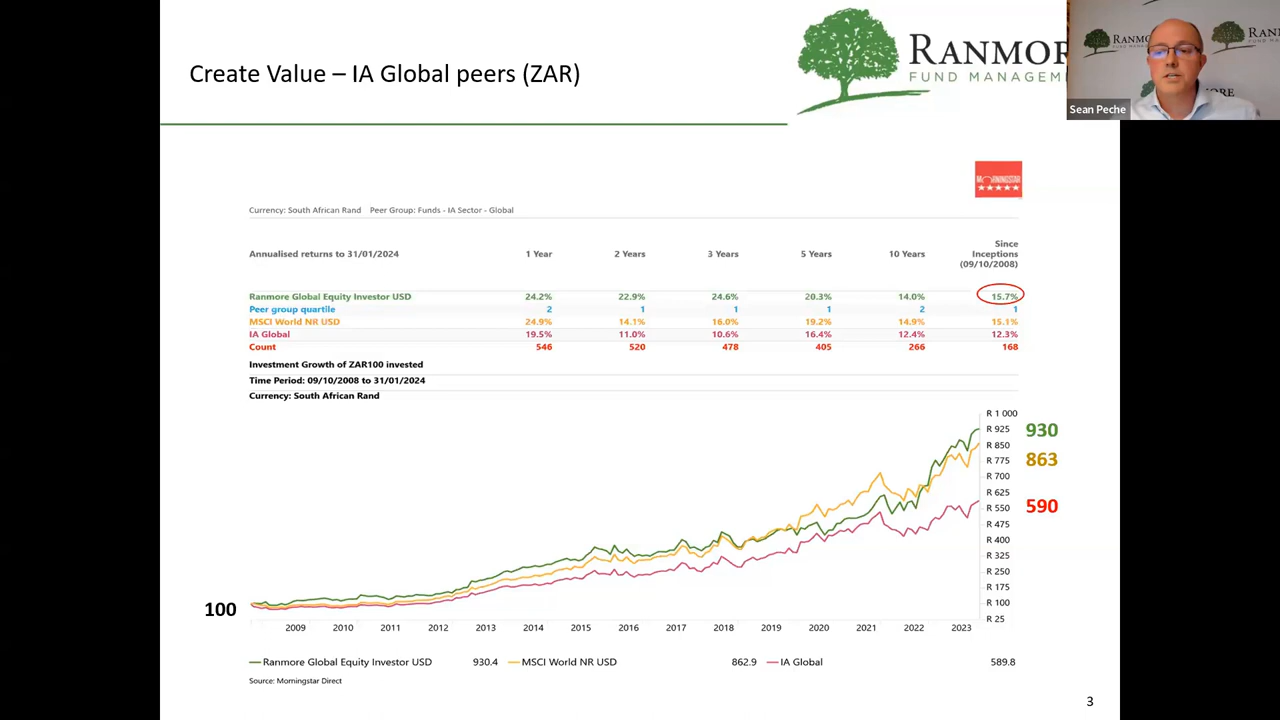 Create Value – IA Global peers (ZAR)
RANMORE
FUND MANAGEM
Sean Peche
MORNINGSTAR
Currency: South African Rand Peer Group: Funds - IA Sector - Global
Annualised returns to 31/01/2024 1 Year 2 Years 3 Years 5 Years 10 Years Since Inceptions (09/10/2008)
Ranmore Global Equity Investor USD 24.2% 22.9% 24.6% 20.3% 14.0% 15.7%
Peer group quartile 2 1 1 1 2 1
MSCI World NR USD 24.9% 14.1% 16.0% 19.2% 14.9% 15.1%
IA Global 19.5% 11.0% 10.6% 16.4% 12.4% 12.3%
Count 546 520 478 405 266 168
Investment Growth of ZAR100 invested
Time Period: 09/10/2008 to 31/01/2024
Currency: South African Rand
R 1 000
R 925
930
R 850
863
R 775
R 700
R 625
R 550
590
R 475
R 400
R 325
R 250
R 175
R 100
100
R 25
2009 2010 2011 2012 2013 2014 2015 2016 2017 2018 2019 2020 2021 2022 2023
Ranmore Global Equity Investor USD 930.4 MSCI World NR USD 862.9 IA Global 589.8
Source: Morningstar Direct
3